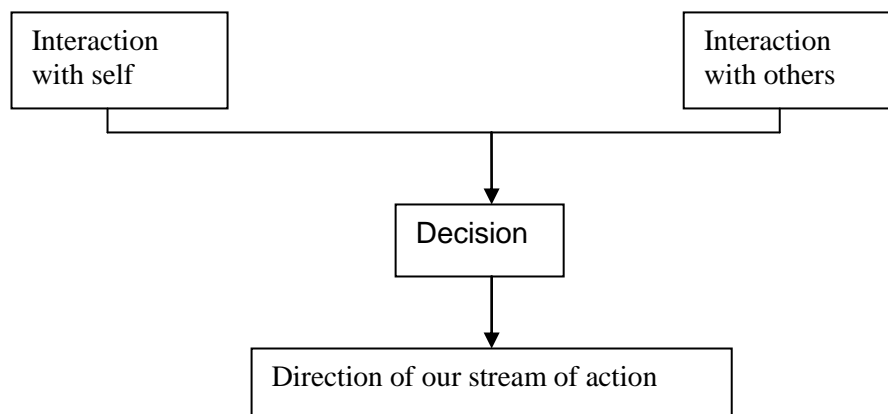 Interaction
with self
Interaction
with others
Decision
Direction of our stream of action